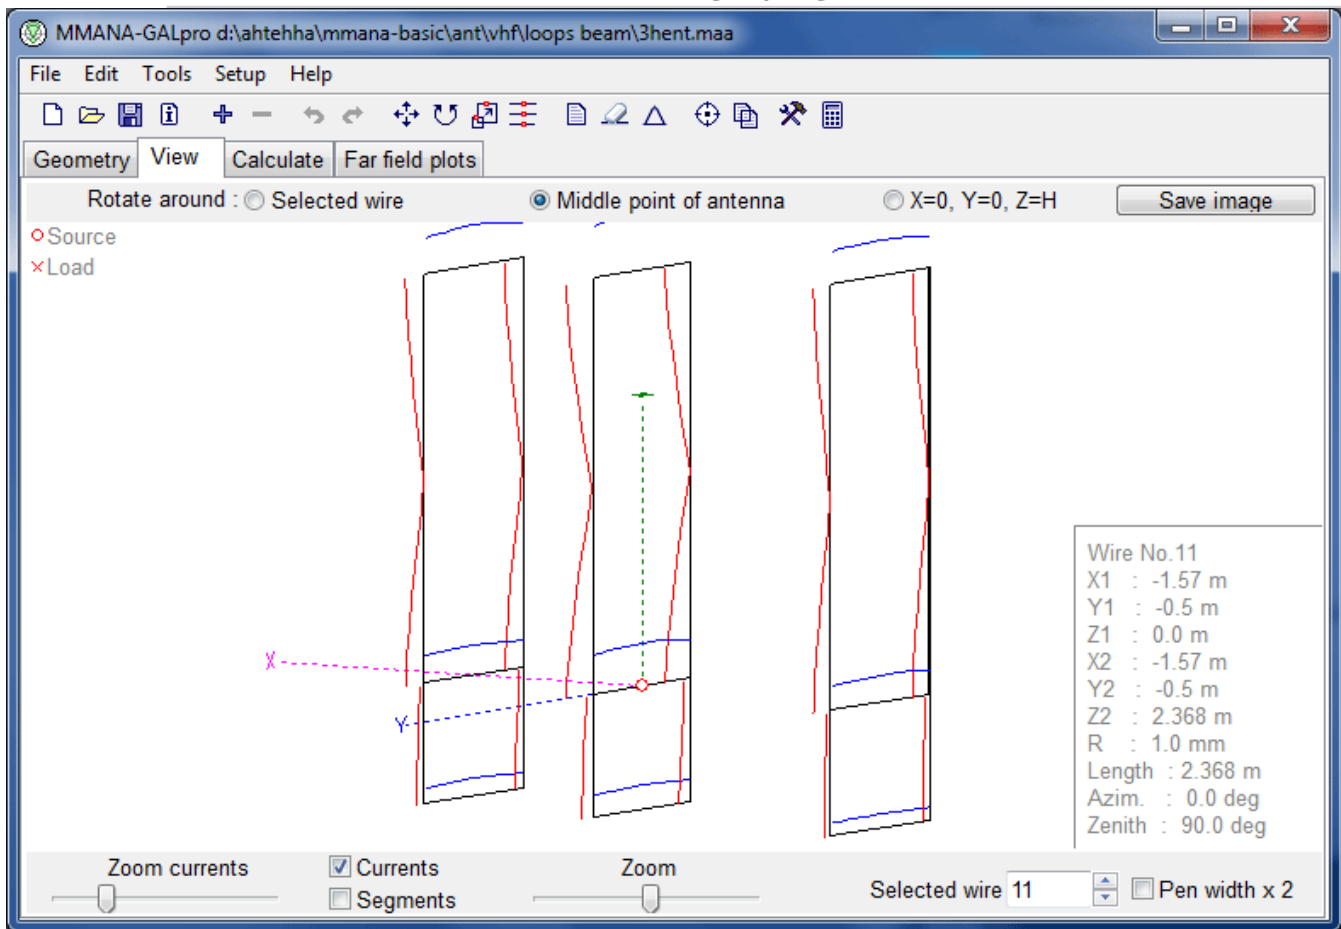 MMANA-GALpro d:\ahtehha\mmana-basic\ant\vhf\loops beam\3hent.maa
File Edit Tools Setup Help
Geometry View Calculate Far field plots
Rotate around : Selected wire Middle point of antenna X=0, Y=0, Z=H Save image
Source
Load
X
Y
Wire No.11
X1 : -1.57 m
Y1 : -0.5 m
Z1 : 0.0 m
X2 : -1.57 m
Y2 : -0.5 m
Z2 : 2.368 m
R : 1.0 mm
Length : 2.368 m
Azim. : 0.0 deg
Zenith : 90.0 deg
Zoom currents Currents Zoom
Segments
Selected wire 11 Pen width x 2